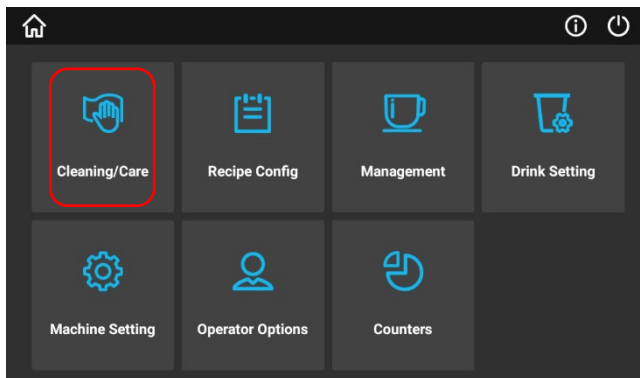 Cleaning/Care
Recipe Config
Management
Drink Setting
Machine Setting
Operator Options
Counters